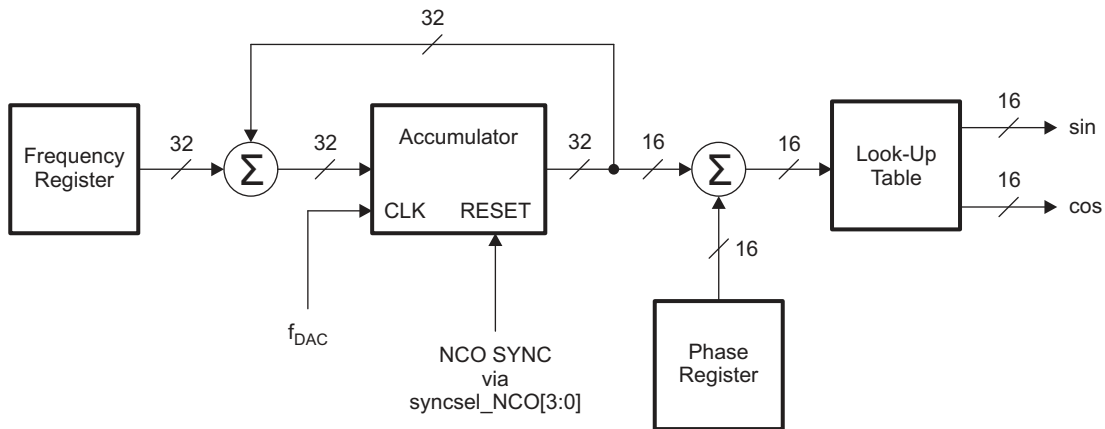 32
Frequency
Register
32
Σ
32
Accumulator
CLK RESET
32
16
Σ
16
Look-Up
Table
16
sin
16
cos
16
f_DAC
NCO SYNC
via
syncsel_NCO[3:0]
Phase
Register